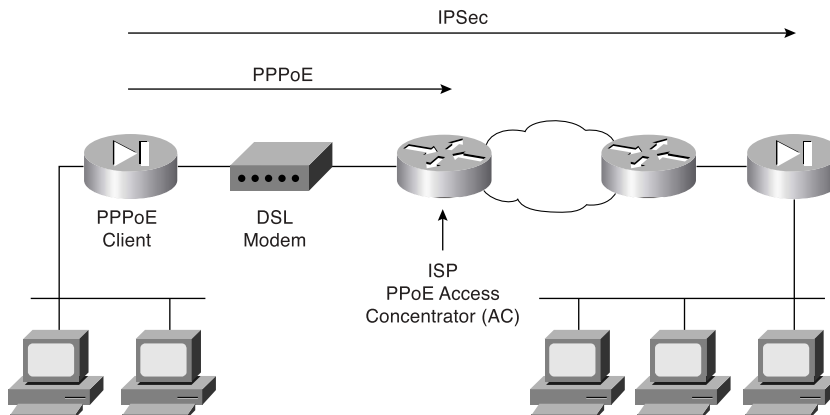 IPSec
PPPoE
PPPoE
Client
DSL
Modem
ISP
PPoE Access
Concentrator (AC)